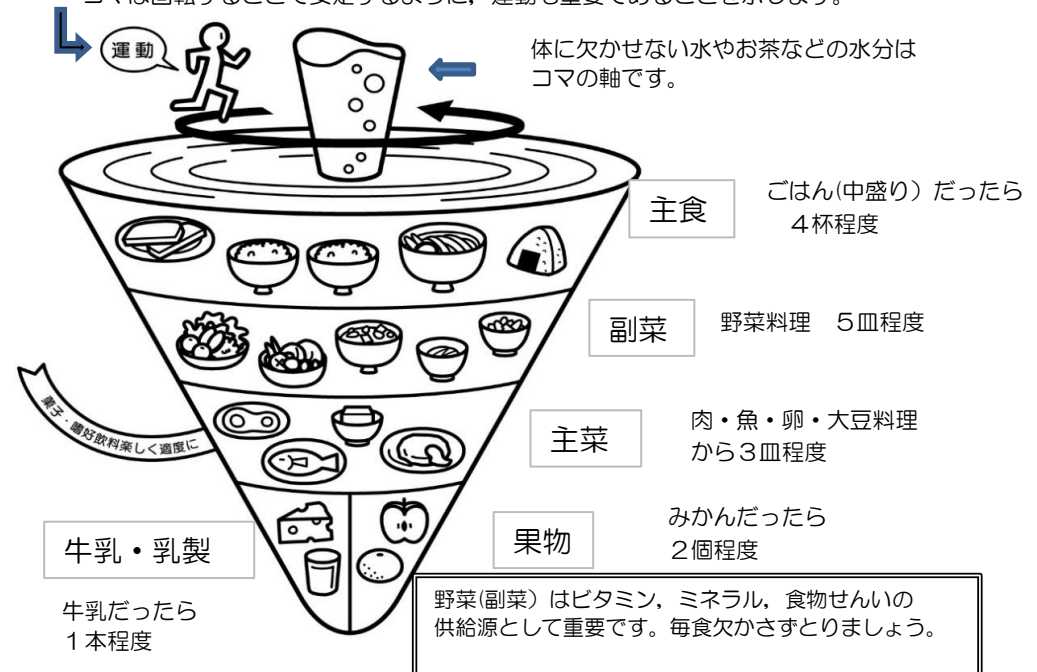 コマは回転することで安定するように，運動も重要であることを示します。
運動
体に欠かせない水やお茶などの水分は
コマの軸です。
主食
ごはん(中盛り）だったら
４杯程度
副菜
野菜料理　５皿程度
菓子・嗜好飲料楽しく適度に
主菜
肉・魚・卵・大豆料理
から３皿程度
牛乳・乳製
牛乳だったら
１本程度
果物
みかんだったら
２個程度
野菜(副菜）はビタミン，ミネラル，食物せんいの
供給源として重要です。毎食欠かさずとりましょう。